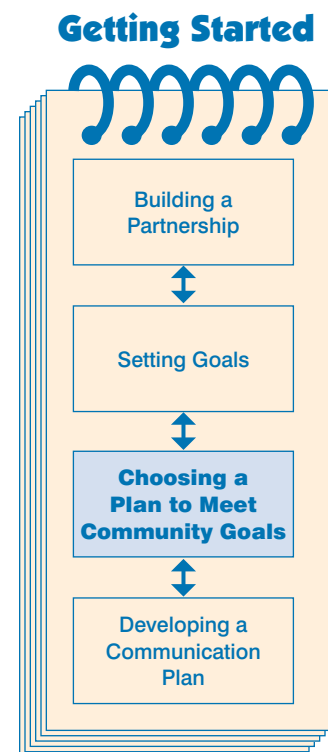 Getting Started
Building a
Partnership
Setting Goals
Choosing a
Plan to Meet
Community Goals
Developing a
Communication
Plan